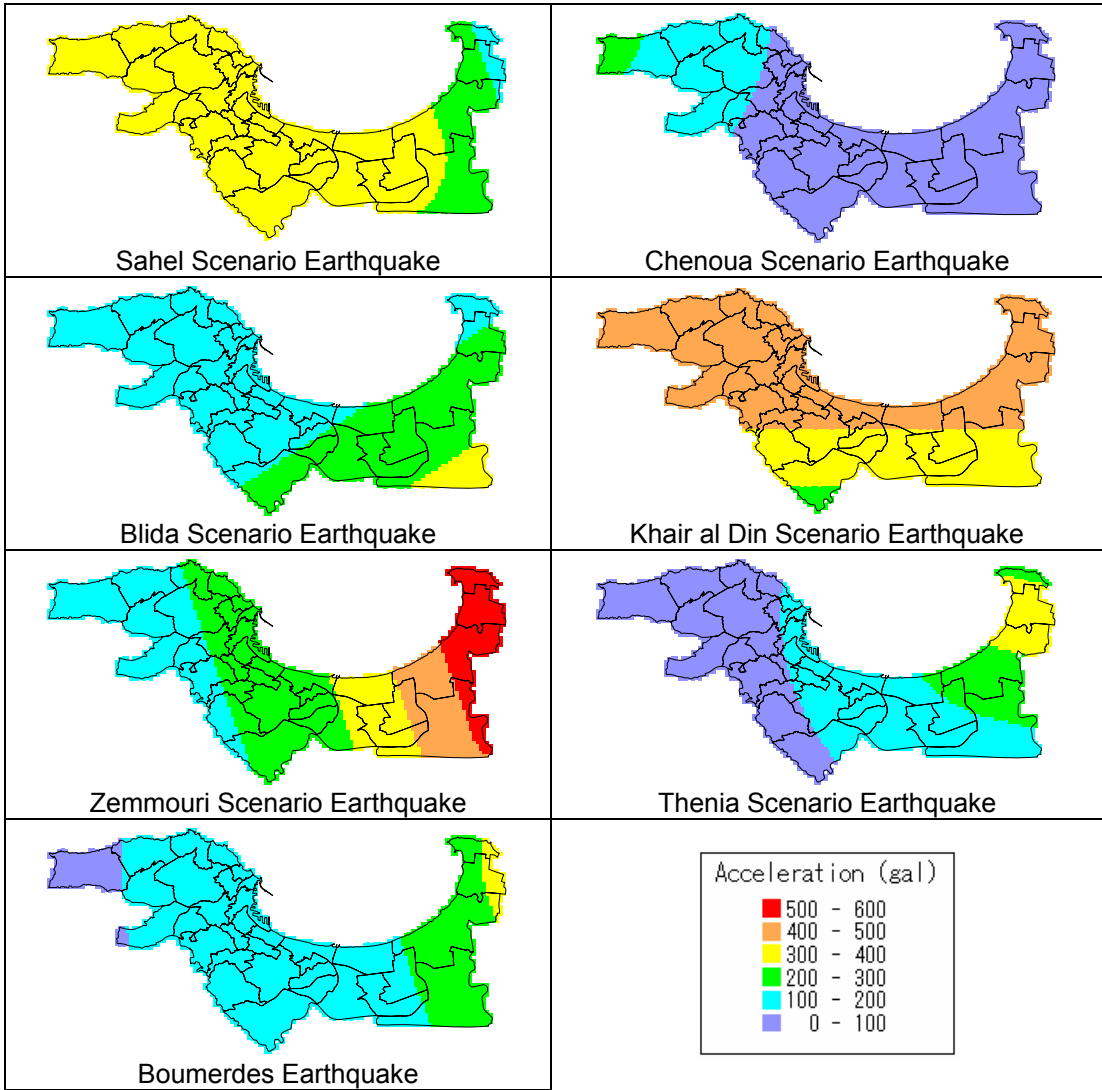 Sahel Scenario Earthquake
Chenoua Scenario Earthquake
Blida Scenario Earthquake
Khair al Din Scenario Earthquake
Zemmouri Scenario Earthquake
Thenia Scenario Earthquake
Boumerdes Earthquake
Acceleration (gal)
500 - 600
400 - 500
300 - 400
200 - 300
100 - 200
0 - 100